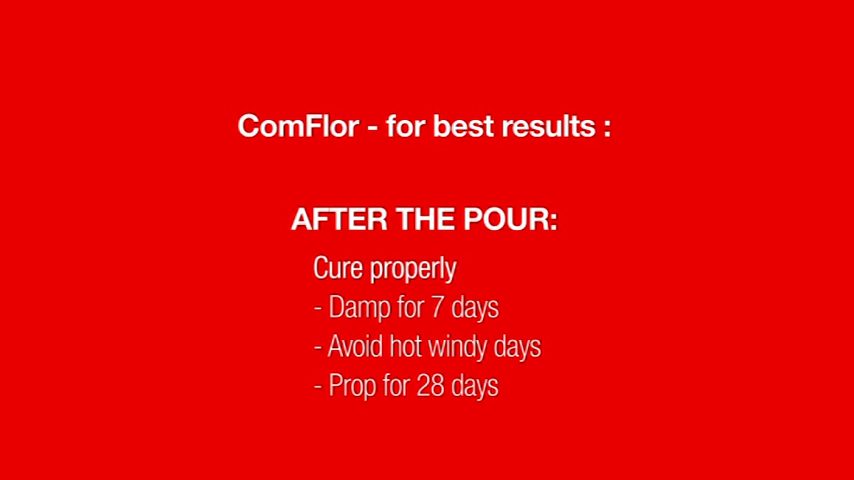 ComFlor - for best results :
AFTER THE POUR:
Cure properly
- Damp for 7 days
- Avoid hot windy days
- Prop for 28 days